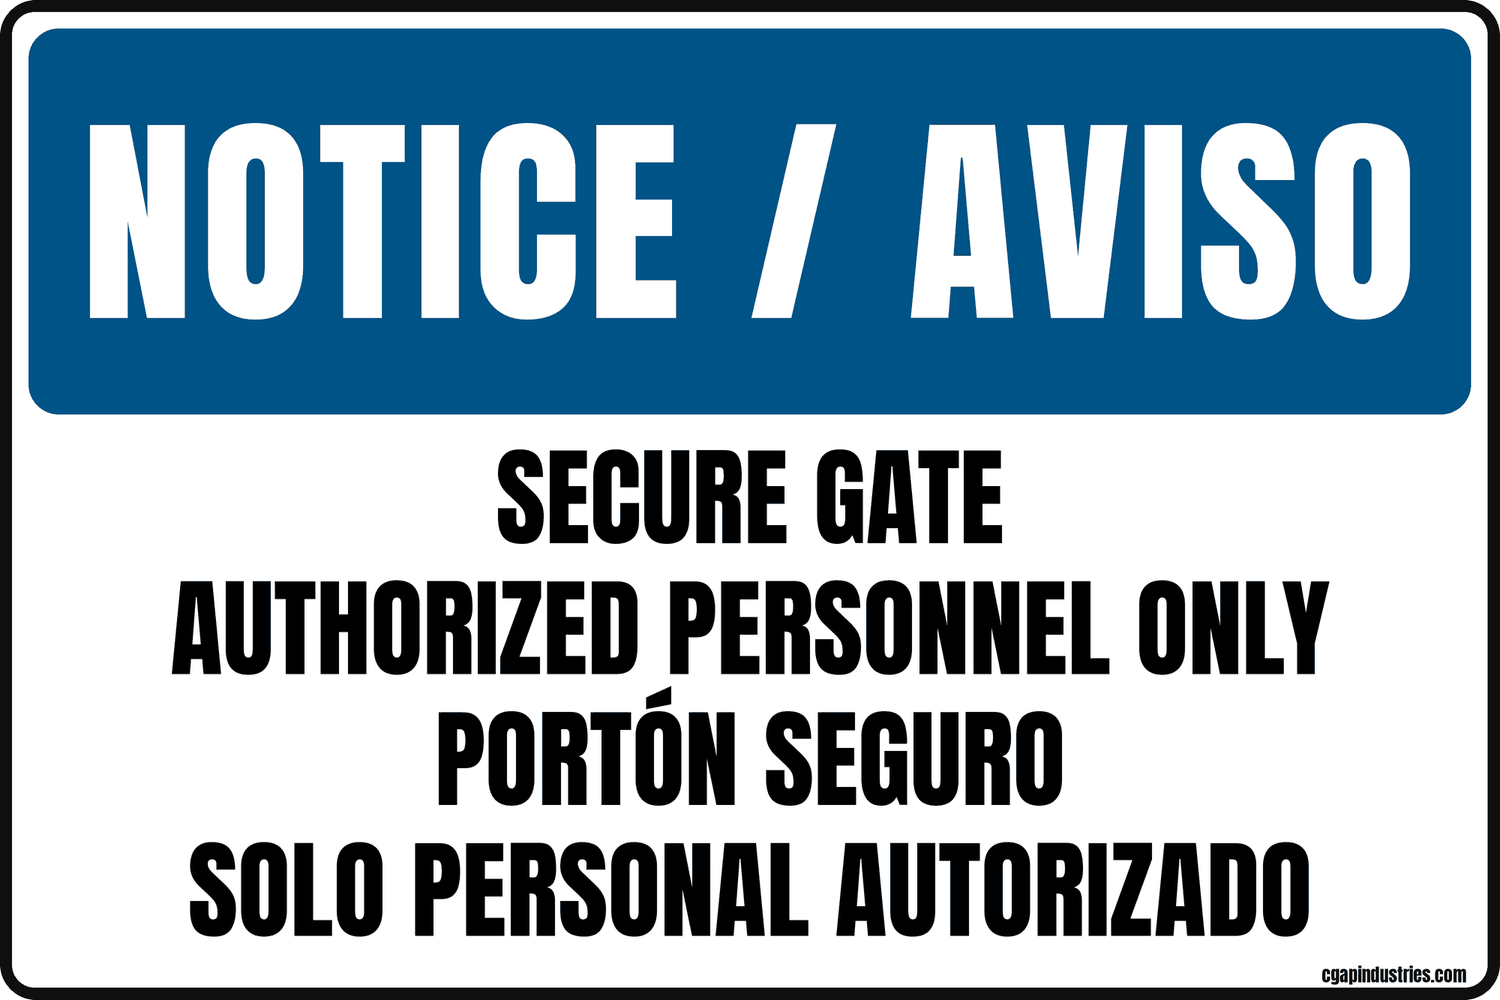 NOTICE / AVISO
SECURE GATE
AUTHORIZED PERSONNEL ONLY
PORTÓN SEGURO
SOLO PERSONAL AUTORIZADO
cgapindustries.com